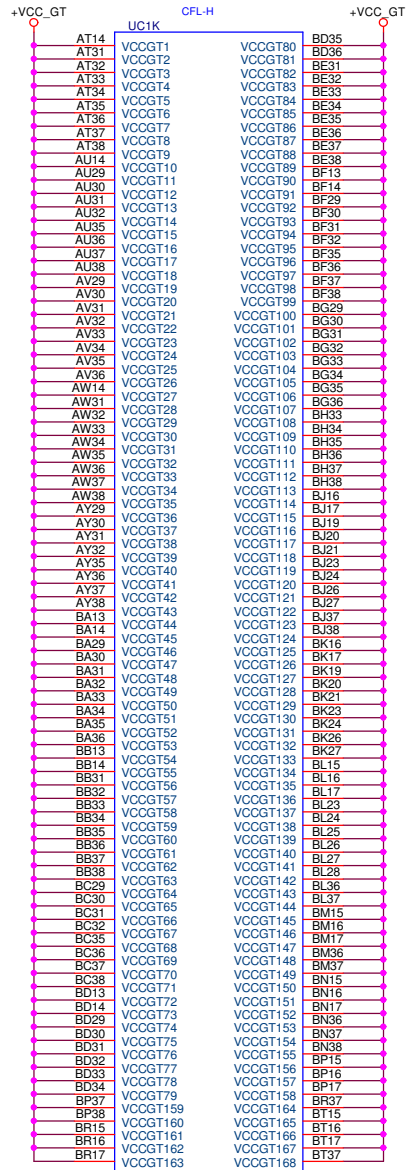 +VCC_GT CFL-H +VCC_GT
UC1K
AT14 VCCGT1 VCCGT80 BD35
AT31 VCCGT2 VCCGT81 BD36
AT32 VCCGT3 VCCGT82 BE31
AT33 VCCGT4 VCCGT83 BE32
AT34 VCCGT5 VCCGT84 BE33
AT35 VCCGT6 VCCGT85 BE34
AT36 VCCGT7 VCCGT86 BE35
AT37 VCCGT8 VCCGT87 BE36
AT38 VCCGT9 VCCGT88 BE37
AU14 VCCGT10 VCCGT89 BE38
AU29 VCCGT11 VCCGT90 BF13
AU30 VCCGT12 VCCGT91 BF14
AU31 VCCGT13 VCCGT92 BF29
AU32 VCCGT14 VCCGT93 BF30
AU35 VCCGT15 VCCGT94 BF31
AU36 VCCGT16 VCCGT95 BF32
AU37 VCCGT17 VCCGT96 BF35
AU38 VCCGT18 VCCGT97 BF36
AV29 VCCGT19 VCCGT98 BF37
AV30 VCCGT20 VCCGT99 BF38
AV31 VCCGT21 VCCGT100 BG29
AV32 VCCGT22 VCCGT101 BG30
AV33 VCCGT23 VCCGT102 BG31
AV34 VCCGT24 VCCGT103 BG32
AV35 VCCGT25 VCCGT104 BG33
AV36 VCCGT26 VCCGT105 BG34
AW14 VCCGT27 VCCGT106 BG35
AW31 VCCGT28 VCCGT107 BG36
AW32 VCCGT29 VCCGT108 BH33
AW33 VCCGT30 VCCGT109 BH34
AW34 VCCGT31 VCCGT110 BH35
AW35 VCCGT32 VCCGT111 BH36
AW36 VCCGT33 VCCGT112 BH37
AW37 VCCGT34 VCCGT113 BH38
AW38 VCCGT35 VCCGT114 BJ16
AY29 VCCGT36 VCCGT115 BJ17
AY30 VCCGT37 VCCGT116 BJ19
AY31 VCCGT38 VCCGT117 BJ20
AY32 VCCGT39 VCCGT118 BJ21
AY35 VCCGT40 VCCGT119 BJ23
AY36 VCCGT41 VCCGT120 BJ24
AY37 VCCGT42 VCCGT121 BJ26
AY38 VCCGT43 VCCGT122 BJ27
BA13 VCCGT44 VCCGT123 BJ37
BA14 VCCGT45 VCCGT124 BJ38
BA29 VCCGT46 VCCGT125 BK16
BA30 VCCGT47 VCCGT126 BK17
BA31 VCCGT48 VCCGT127 BK19
BA32 VCCGT49 VCCGT128 BK20
BA33 VCCGT50 VCCGT129 BK21
BA34 VCCGT51 VCCGT130 BK23
BA35 VCCGT52 VCCGT131 BK24
BA36 VCCGT53 VCCGT132 BK26
BB13 VCCGT54 VCCGT133 BK27
BB14 VCCGT55 VCCGT134 BL15
BB31 VCCGT56 VCCGT135 BL16
BB32 VCCGT57 VCCGT136 BL17
BB33 VCCGT58 VCCGT137 BL23
BB34 VCCGT59 VCCGT138 BL24
BB35 VCCGT60 VCCGT139 BL25
BB36 VCCGT61 VCCGT140 BL26
BB37 VCCGT62 VCCGT141 BL27
BB38 VCCGT63 VCCGT142 BL28
BC29 VCCGT64 VCCGT143 BL36
BC30 VCCGT65 VCCGT144 BL37
BC31 VCCGT66 VCCGT145 BM15
BC32 VCCGT67 VCCGT146 BM16
BC35 VCCGT68 VCCGT147 BM17
BC36 VCCGT69 VCCGT148 BM36
BC37 VCCGT70 VCCGT149 BM37
BC38 VCCGT71 VCCGT150 BN15
BD13 VCCGT72 VCCGT151 BN16
BD14 VCCGT73 VCCGT152 BN17
BD29 VCCGT74 VCCGT153 BN36
BD30 VCCGT75 VCCGT154 BN37
BD31 VCCGT76 VCCGT155 BN38
BD32 VCCGT77 VCCGT156 BP15
BD33 VCCGT78 VCCGT157 BP16
BD34 VCCGT79 VCCGT158 BP17
BP37 VCCGT159 VCCGT164 BR37
BP38 VCCGT160 VCCGT165 BT15
BR15 VCCGT161 VCCGT166 BT16
BR16 VCCGT162 VCCGT167 BT17
BR17 VCCGT163 VCCGT168 BT37